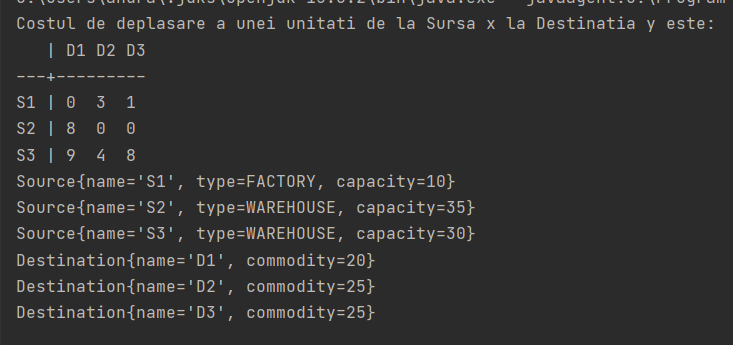 Costul de deplasare a unei unitati de la Sursa x la Destinatia y este:
| D1 D2 D3
---+---------
S1 | 0 3 1
S2 | 8 0 0
S3 | 9 4 8
Source{name='S1', type=FACTORY, capacity=10}
Source{name='S2', type=WAREHOUSE, capacity=35}
Source{name='S3', type=WAREHOUSE, capacity=30}
Destination{name='D1', commodity=20}
Destination{name='D2', commodity=25}
Destination{name='D3', commodity=25}